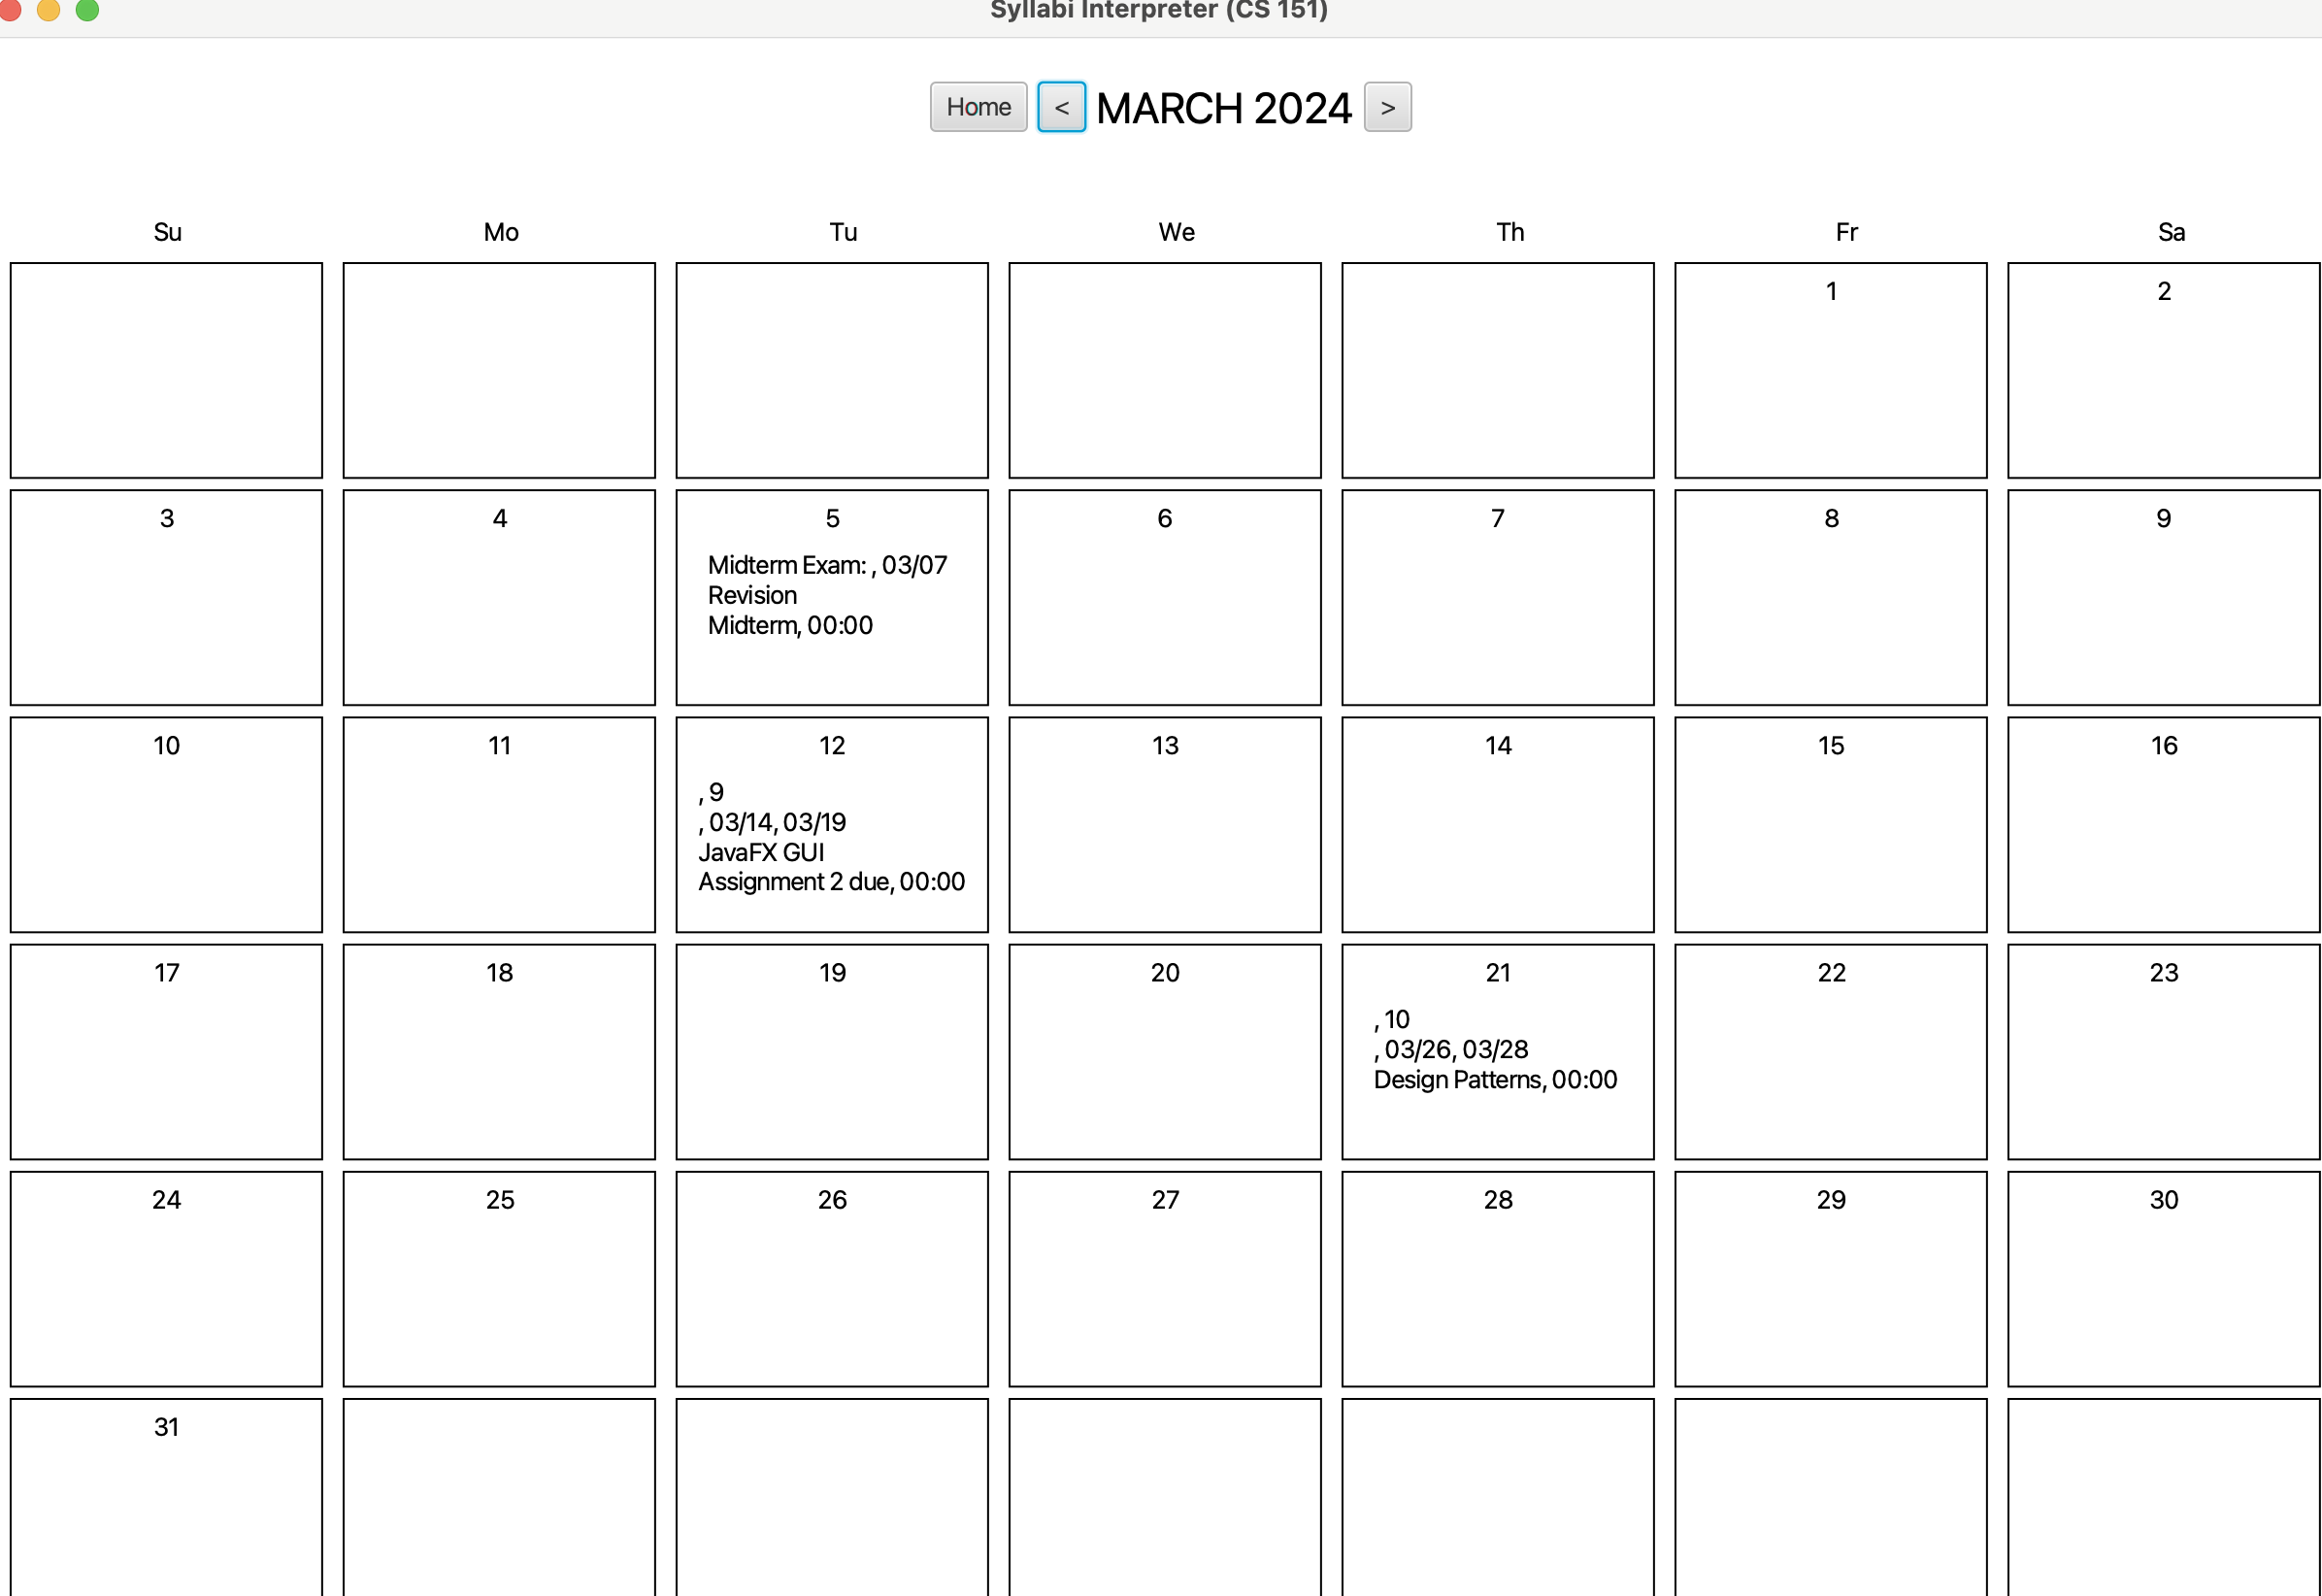 Syllabi Interpreter (CS 151)
Home < MARCH 2024 >
Su Mo Tu We Th Fr Sa
1 2
3 4 5 6 7 8 9
Midterm Exam: , 03/07
Revision
Midterm, 00:00
10 11 12 13 14 15 16
, 9
, 03/14, 03/19
JavaFX GUI
Assignment 2 due, 00:00
17 18 19 20 21 22 23
, 10
, 03/26, 03/28
Design Patterns, 00:00
24 25 26 27 28 29 30
31